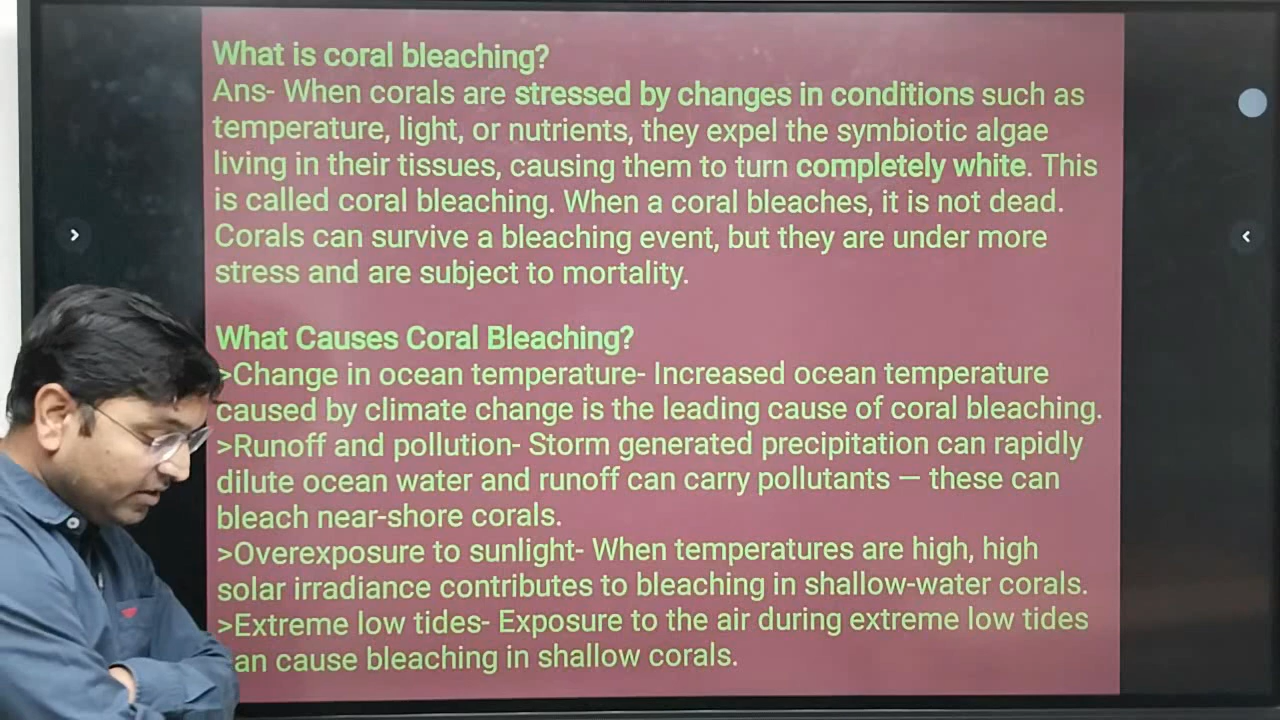 What is coral bleaching?
Ans- When corals are stressed by changes in conditions such as
temperature, light, or nutrients, they expel the symbiotic algae
living in their tissues, causing them to turn completely white. This
is called coral bleaching. When a coral bleaches, it is not dead.
Corals can survive a bleaching event, but they are under more
stress and are subject to mortality.
What Causes Coral Bleaching?
>Change in ocean temperature- Increased ocean temperature
caused by climate change is the leading cause of coral bleaching.
>Runoff and pollution- Storm generated precipitation can rapidly
dilute ocean water and runoff can carry pollutants — these can
bleach near-shore corals.
>Overexposure to sunlight- When temperatures are high, high
solar irradiance contributes to bleaching in shallow-water corals.
>Extreme low tides- Exposure to the air during extreme low tides
can cause bleaching in shallow corals.